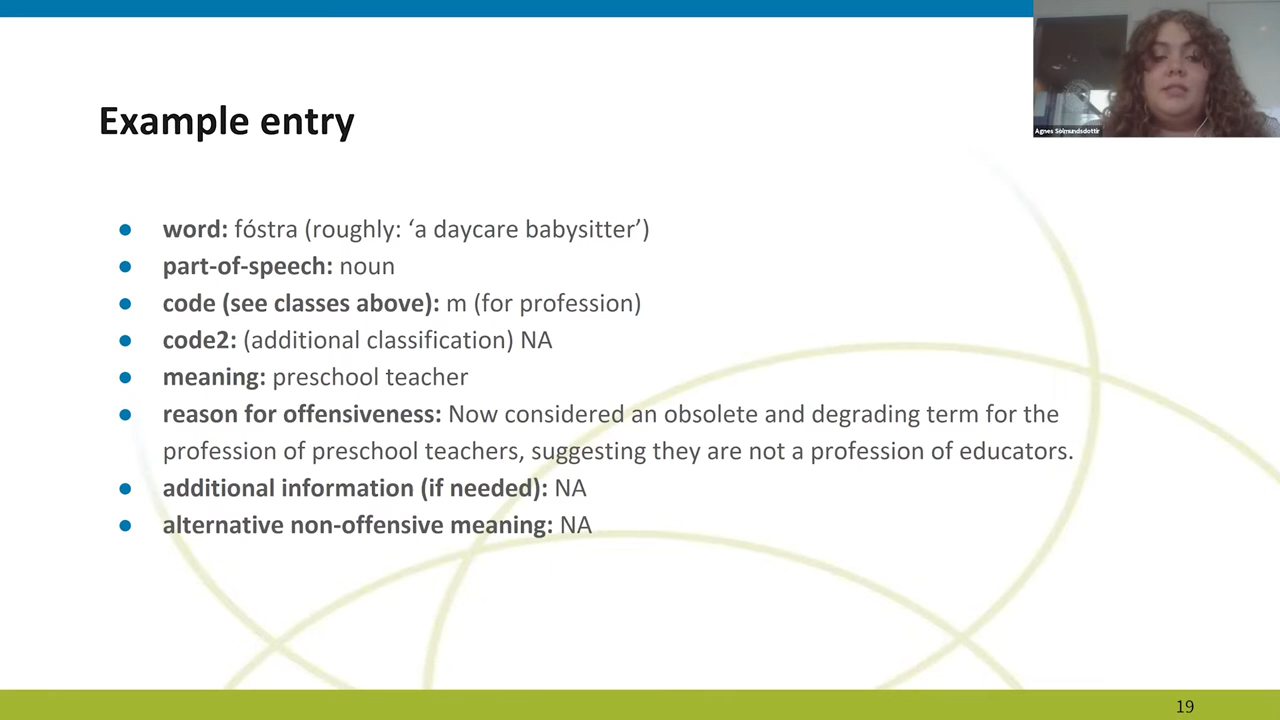 Example entry
Agnes Sólmundsdóttir
● word: fóstra (roughly: ‘a daycare babysitter’)
● part-of-speech: noun
● code (see classes above): m (for profession)
● code2: (additional classification) NA
● meaning: preschool teacher
● reason for offensiveness: Now considered an obsolete and degrading term for the
profession of preschool teachers, suggesting they are not a profession of educators.
● additional information (if needed): NA
● alternative non-offensive meaning: NA
19